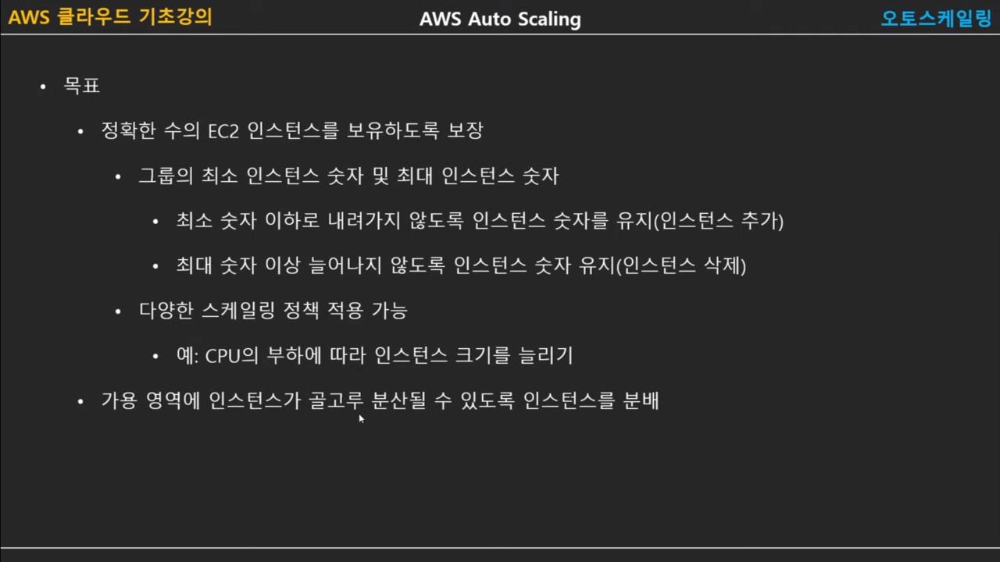 AWS 클라우드 기초강의
AWS Auto Scaling
오토스케일링
• 목표
• 정확한 수의 EC2 인스턴스를 보유하도록 보장
• 그룹의 최소 인스턴스 숫자 및 최대 인스턴스 숫자
• 최소 숫자 이하로 내려가지 않도록 인스턴스 숫자를 유지(인스턴스 추가)
• 최대 숫자 이상 늘어나지 않도록 인스턴스 숫자 유지(인스턴스 삭제)
• 다양한 스케일링 정책 적용 가능
• 예: CPU의 부하에 따라 인스턴스 크기를 늘리기
• 가용 영역에 인스턴스가 골고루 분산될 수 있도록 인스턴스를 분배